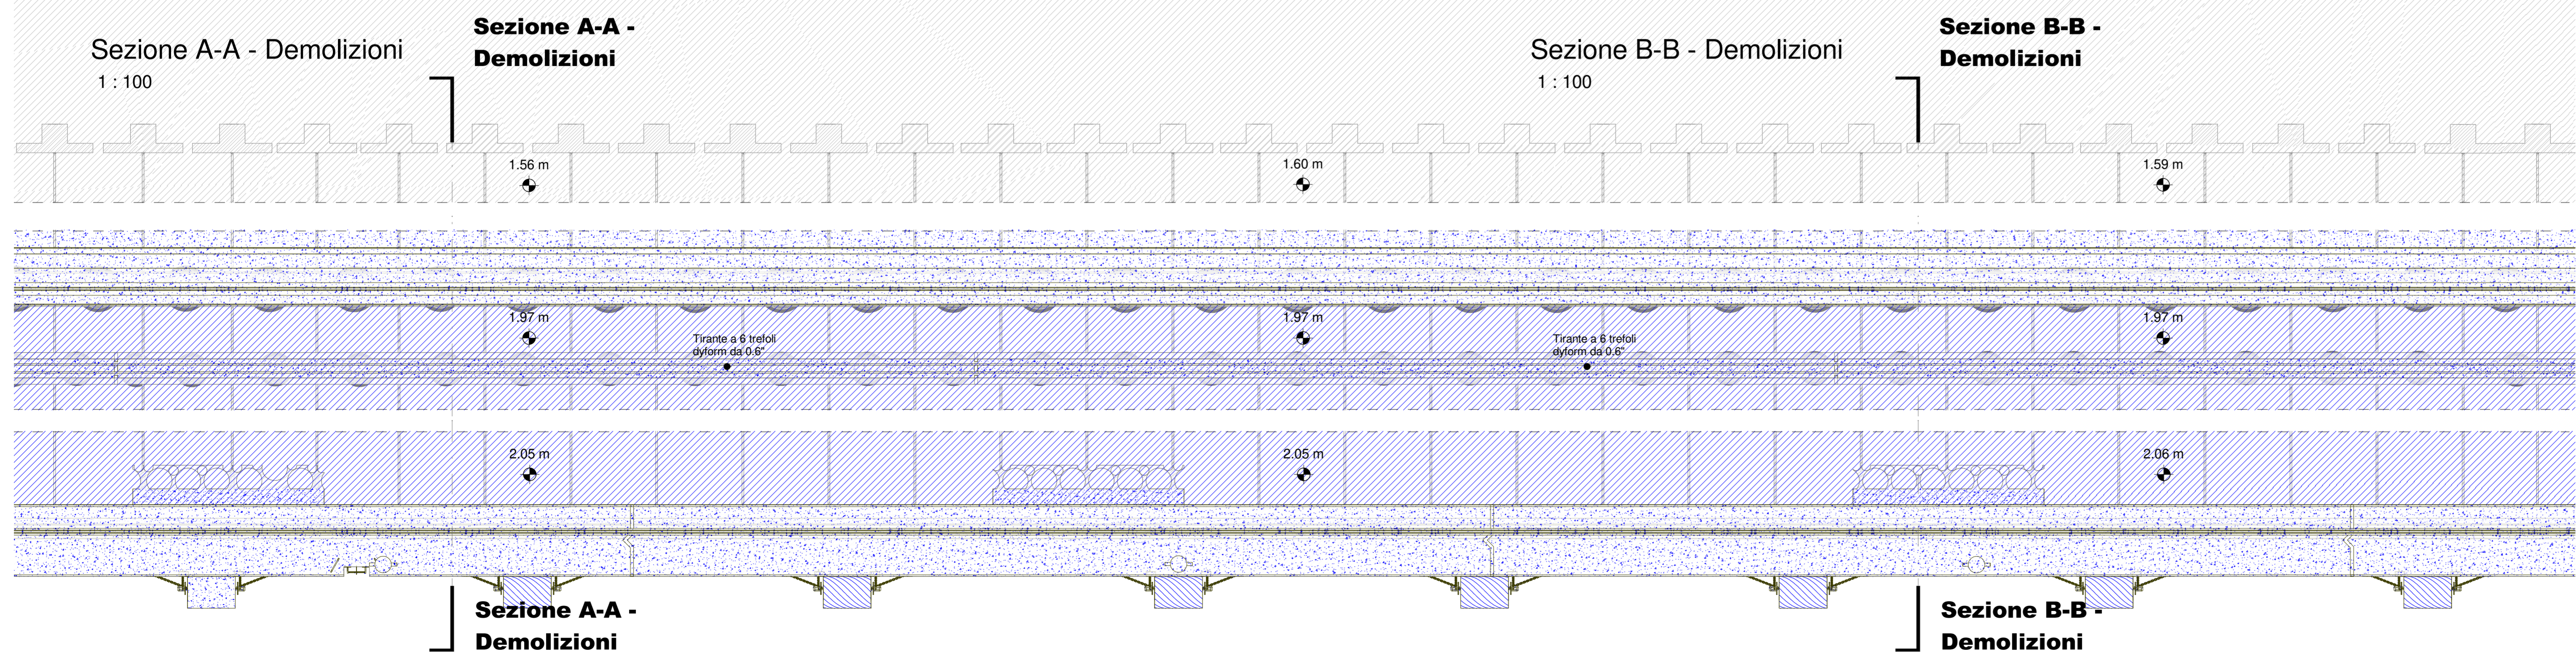 Sezione A-A - Demolizioni
1 : 100
Sezione A-A -
Demolizioni
Sezione B-B - Demolizioni
1 : 100
Sezione B-B -
Demolizioni
1.56 m
1.60 m
1.59 m
1.97 m
1.97 m
1.97 m
Tirante a 6 trefoli
dyform da 0.6"
Tirante a 6 trefoli
dyform da 0.6"
2.05 m
2.05 m
2.06 m
Sezione A-A -
Demolizioni
Sezione B-B -
Demolizioni